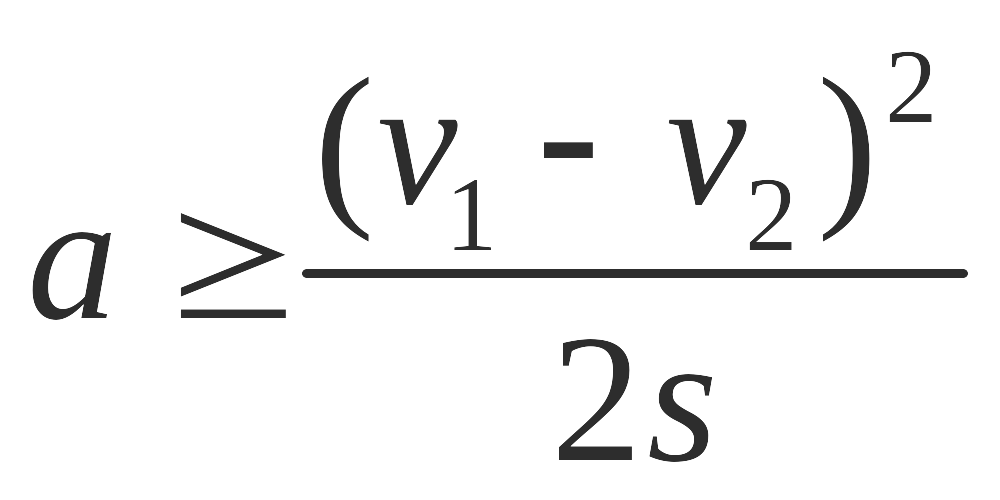 a ≥ (v₁ - v₂)² / 2s